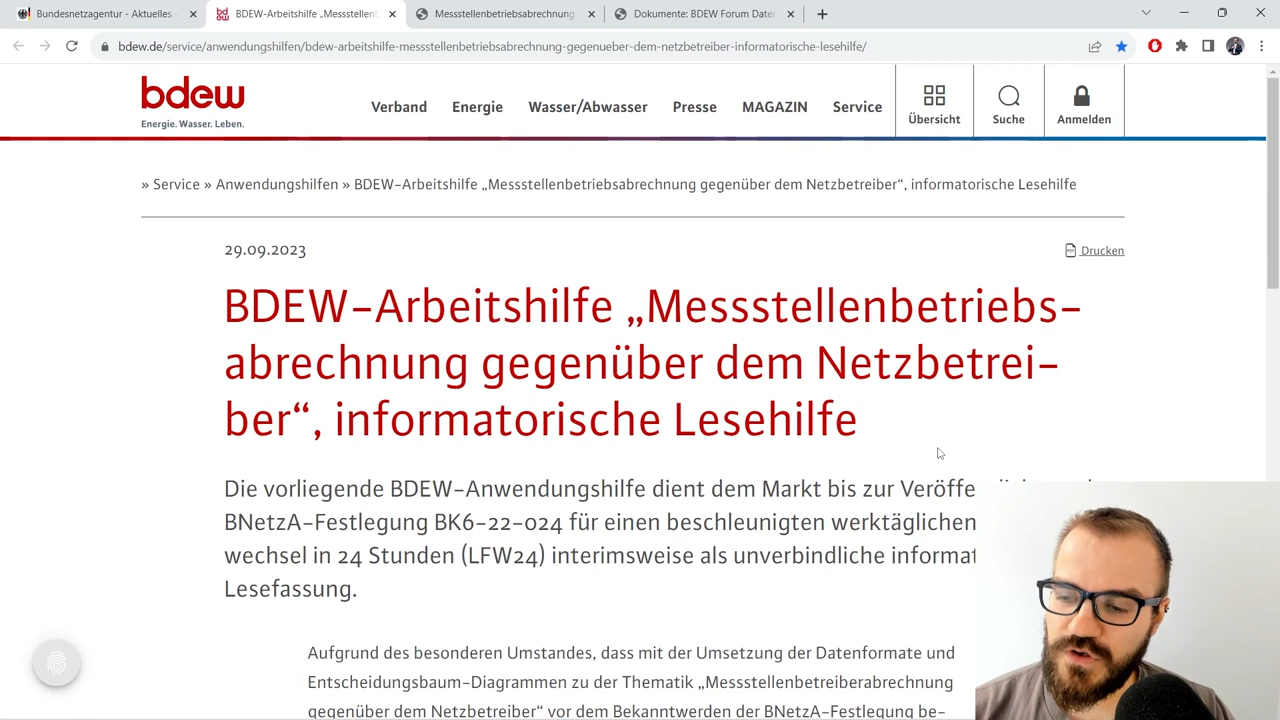 Bundesnetzagentur - Aktuelles -
BDEW-Arbeitshilfe „Messstellen
Messstellenbetriebsabrechnung
Dokumente: BDEW Forum Daten
bdew.de/service/anwendungshilfen/bdew-arbeitshilfe-messstellenbetriebsabrechnung-gegenueber-dem-netzbetreiber-informatorische-lesehilfe/
bdew
Energie. Wasser. Leben.
Verband Energie Wasser/Abwasser Presse MAGAZIN Service
Übersicht Suche Anmelden
» Service » Anwendungshilfen » BDEW-Arbeitshilfe „Messstellenbetriebsabrechnung gegenüber dem Netzbetreiber“, informatorische Lesehilfe
29.09.2023
Drucken
BDEW-Arbeitshilfe „Messstellenbetriebs-
abrechnung gegenüber dem Netzbetrei-
ber“, informatorische Lesehilfe
Die vorliegende BDEW-Anwendungshilfe dient dem Markt bis zur
BNetzA-Festlegung BK6-22-024 für einen beschleunigten werktäglichen
wechsel in 24 Stunden (LFW24) interimsweise als unverbindliche
Lesefassung.
Aufgrund des besonderen Umstandes, dass mit der Umsetzung der Datenformate und
Entscheidungsbaum-Diagrammen zu der Thematik „Messstellenbetreiberabrechnung
gegenüber dem Netzbetreiber“ vor dem Bekanntwerden der BNetzA-Festlegung be-